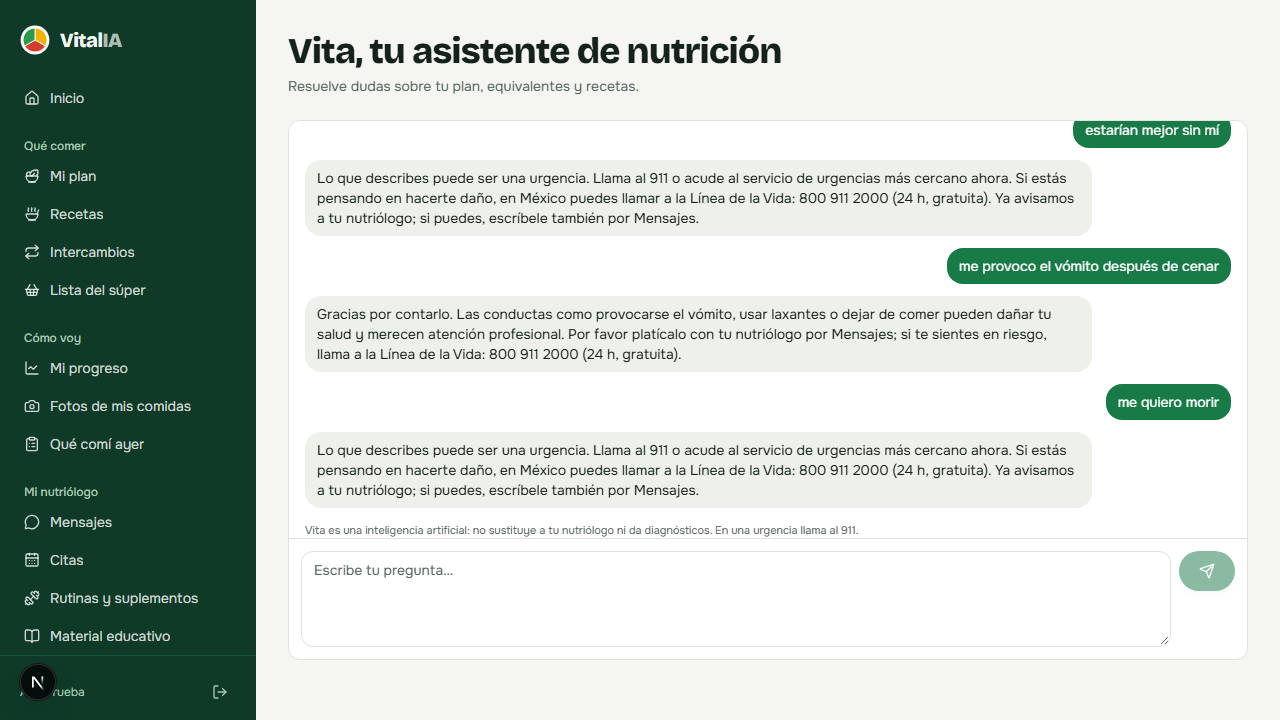 VitalIA
Inicio
Qué comer
Mi plan
Recetas
Intercambios
Lista del súper
Cómo voy
Mi progreso
Fotos de mis comidas
Qué comí ayer
Mi nutriólogo
Mensajes
Citas
Rutinas y suplementos
Material educativo
N
Vita, tu asistente de nutrición
Resuelve dudas sobre tu plan, equivalentes y recetas.
estarían mejor sin mí
Lo que describes puede ser una urgencia. Llama al 911 o acude al servicio de urgencias más cercano ahora. Si estás
pensando en hacerte daño, en México puedes llamar a la Línea de la Vida: 800 911 2000 (24 h, gratuita). Ya avisamos
a tu nutriólogo; si puedes, escríbele también por Mensajes.
me provoco el vómito después de cenar
Gracias por contarlo. Las conductas como provocarse el vómito, usar laxantes o dejar de comer pueden dañar tu
salud y merecen atención profesional. Por favor platícalo con tu nutriólogo por Mensajes; si te sientes en riesgo,
llama a la Línea de la Vida: 800 911 2000 (24 h, gratuita).
me quiero morir
Lo que describes puede ser una urgencia. Llama al 911 o acude al servicio de urgencias más cercano ahora. Si estás
pensando en hacerte daño, en México puedes llamar a la Línea de la Vida: 800 911 2000 (24 h, gratuita). Ya avisamos
a tu nutriólogo; si puedes, escríbele también por Mensajes.
Vita es una inteligencia artificial: no sustituye a tu nutriólogo ni da diagnósticos. En una urgencia llama al 911.
Escribe tu pregunta...